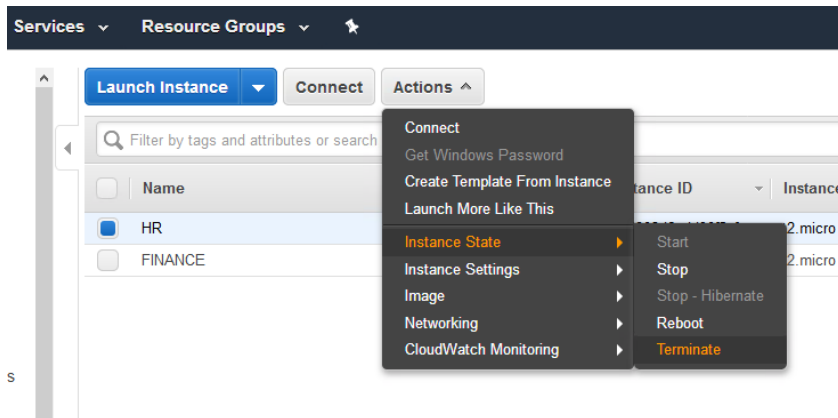 Services Resource Groups
Launch Instance Connect Actions
Filter by tags and attributes or search
Connect
Get Windows Password
Create Template From Instance
Launch More Like This
Name tance ID Instance
HR 2.micro
FINANCE 2.micro
Instance State
Instance Settings
Image
Networking
CloudWatch Monitoring
Start
Stop
Stop - Hibernate
Reboot
Terminate
s